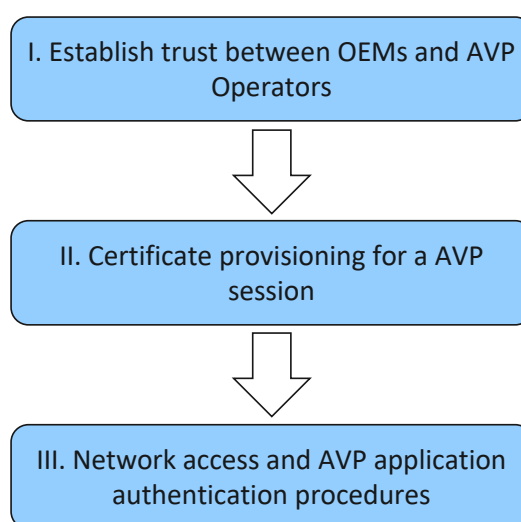 I. Establish trust between OEMs and AVP
Operators
II. Certificate provisioning for a AVP
session
III. Network access and AVP application
authentication procedures